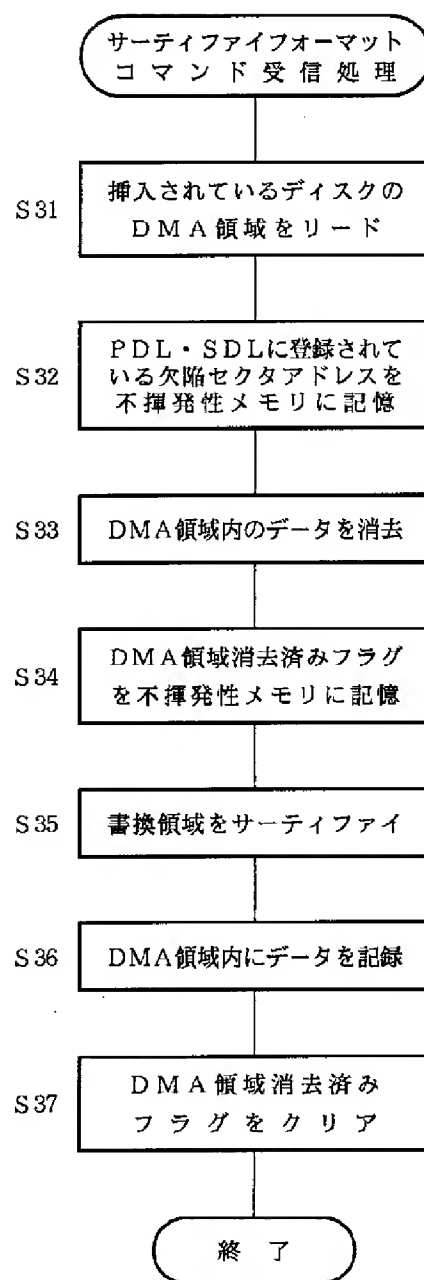 サーティファイフォーマット
コマンド受信処理
S31
挿入されているディスクの
DMA領域をリード
S32
PDL・SDLに登録されて
いる欠陥セクタアドレスを
不揮発性メモリに記憶
S33
DMA領域内のデータを消去
S34
DMA領域消去済みフラグ
を不揮発性メモリに記憶
S35
書換領域をサーティファイ
S36
DMA領域内にデータを記録
S37
DMA領域消去済み
フラグをクリア
終了